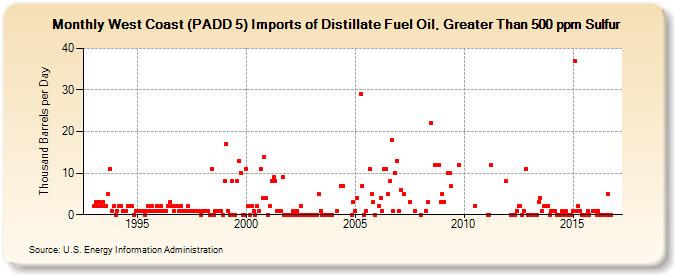 Monthly West Coast (PADD 5) Imports of Distillate Fuel Oil, Greater Than 500 ppm Sulfur
Thousand Barrels per Day
40
30
20
10
0
1995 2000 2005 2010 2015
Source: U.S. Energy Information Administration